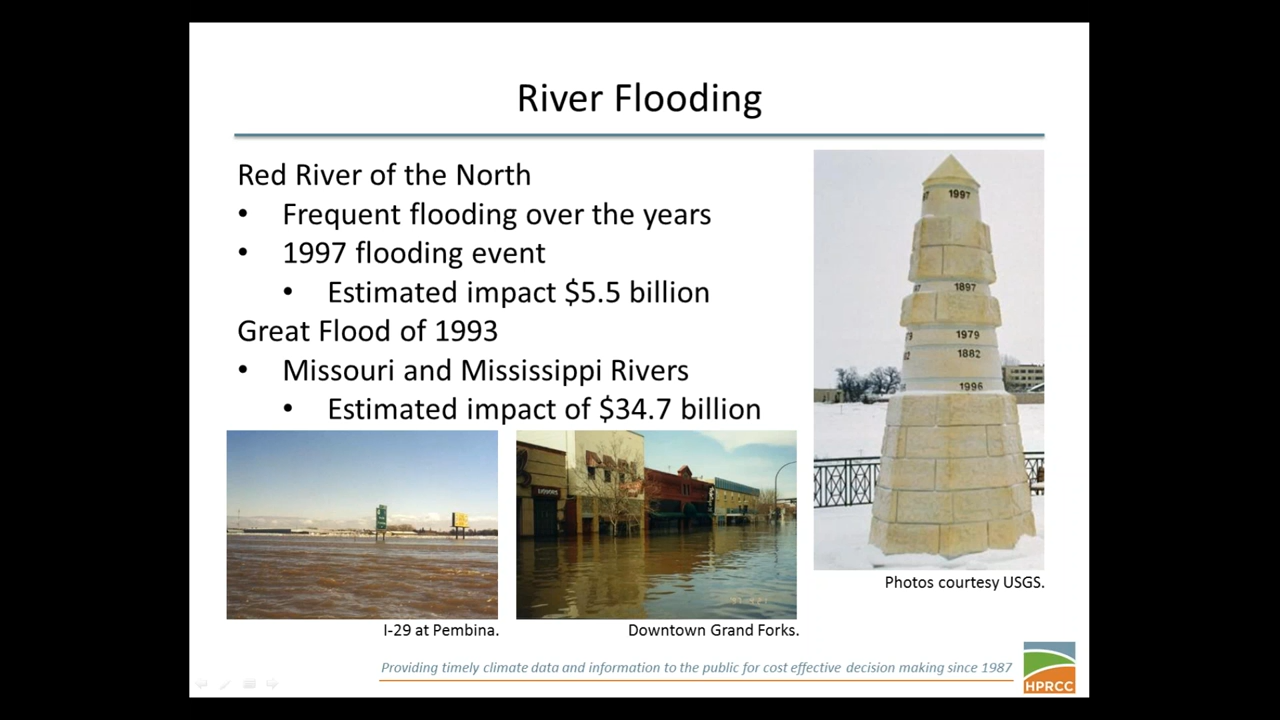 River Flooding
Red River of the North
• Frequent flooding over the years
• 1997 flooding event
• Estimated impact $5.5 billion
Great Flood of 1993
• Missouri and Mississippi Rivers
• Estimated impact of $34.7 billion
1997
1897
1979
1882
1996
LIQUORS
Photos courtesy USGS.
I-29 at Pembina.
Downtown Grand Forks.
Providing timely climate data and information to the public for cost effective decision making since 1987
HPRCC